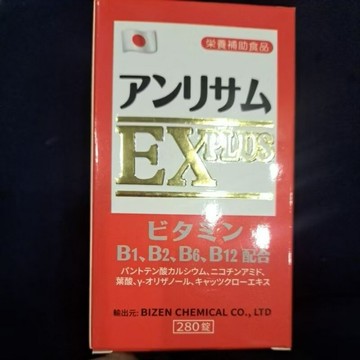 栄養補助食品
アンリサム
EX PLUS
ビタミン
B1、B2、B6、B12 配合
パントテン酸カルシウム、ニコチンアミド、
葉酸、γ-オリザノール、キャッツクローエキス
輸出元: BIZEN CHEMICAL CO., LTD
280錠